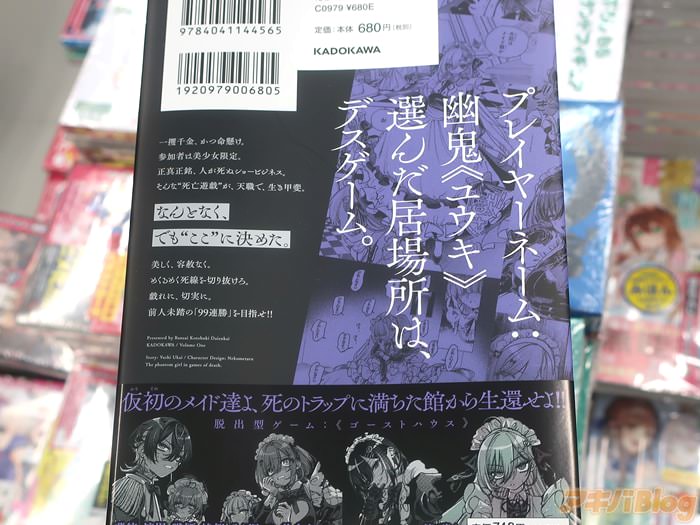 9784041144565
C0979 ¥680E
定価:本体 680円(税別)
KADOKAWA
1920979006805
プレイヤーネーム:
幽鬼《ユウキ》
選んだ居場所は、
デスゲーム。
一攫千金、かつ命懸け。
参加者は美少女限定。
正真正銘、人が死ぬショービジネス。
そんな“死亡遊戯”が、天職で、生き甲斐。
なんとなく、
でも“ここ”に決めた。
美しく、容赦なく。
めくるめく死線を切り抜けろ。
戯れに、切実に。
前人未踏の「99連勝」を目指せ!!
Presented by Banzai Kotobuki Daienkai
KADOKAWA / Volume One
Story: Yushi Ukai / Character Design: Nekometaru
The phantom girl in games of death.
仮初のメイド達よ、死のトラップに満ちた館から生還せよ!!
脱出型ゲーム:《ゴーストハウス》
アキバBlog